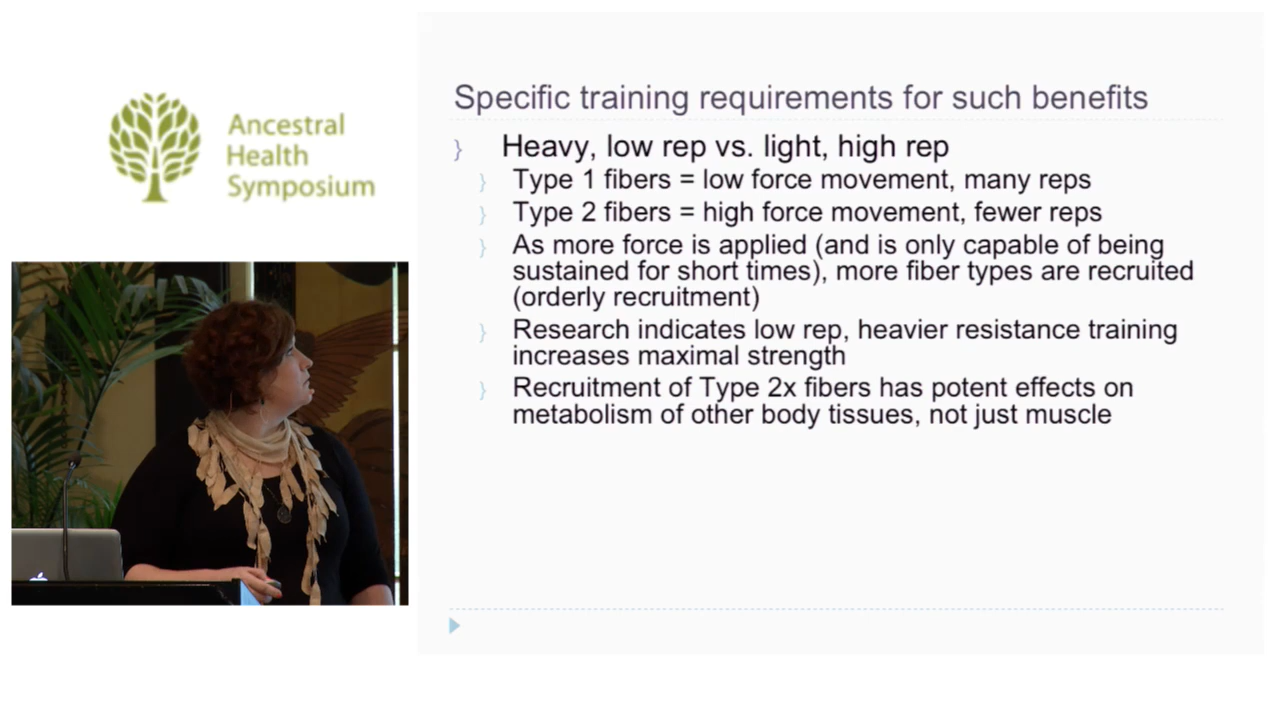 Ancestral
Health
Symposium
Specific training requirements for such benefits
} Heavy, low rep vs. light, high rep
} Type 1 fibers = low force movement, many reps
} Type 2 fibers = high force movement, fewer reps
} As more force is applied (and is only capable of being
sustained for short times), more fiber types are recruited
(orderly recruitment)
} Research indicates low rep, heavier resistance training
increases maximal strength
} Recruitment of Type 2x fibers has potent effects on
metabolism of other body tissues, not just muscle